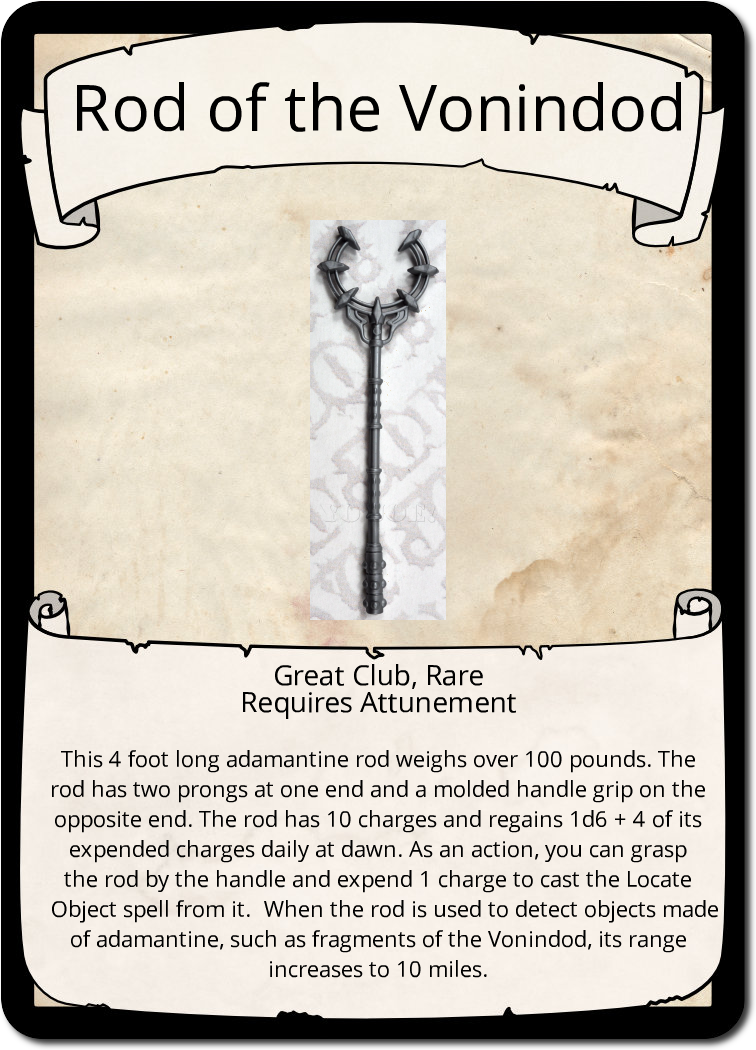 Rod of the Vonindod
Great Club, Rare
Requires Attunement
This 4 foot long adamantine rod weighs over 100 pounds. The
rod has two prongs at one end and a molded handle grip on the
opposite end. The rod has 10 charges and regains 1d6 + 4 of its
expended charges daily at dawn. As an action, you can grasp
the rod by the handle and expend 1 charge to cast the Locate
Object spell from it.  When the rod is used to detect objects made
of adamantine, such as fragments of the Vonindod, its range
increases to 10 miles.